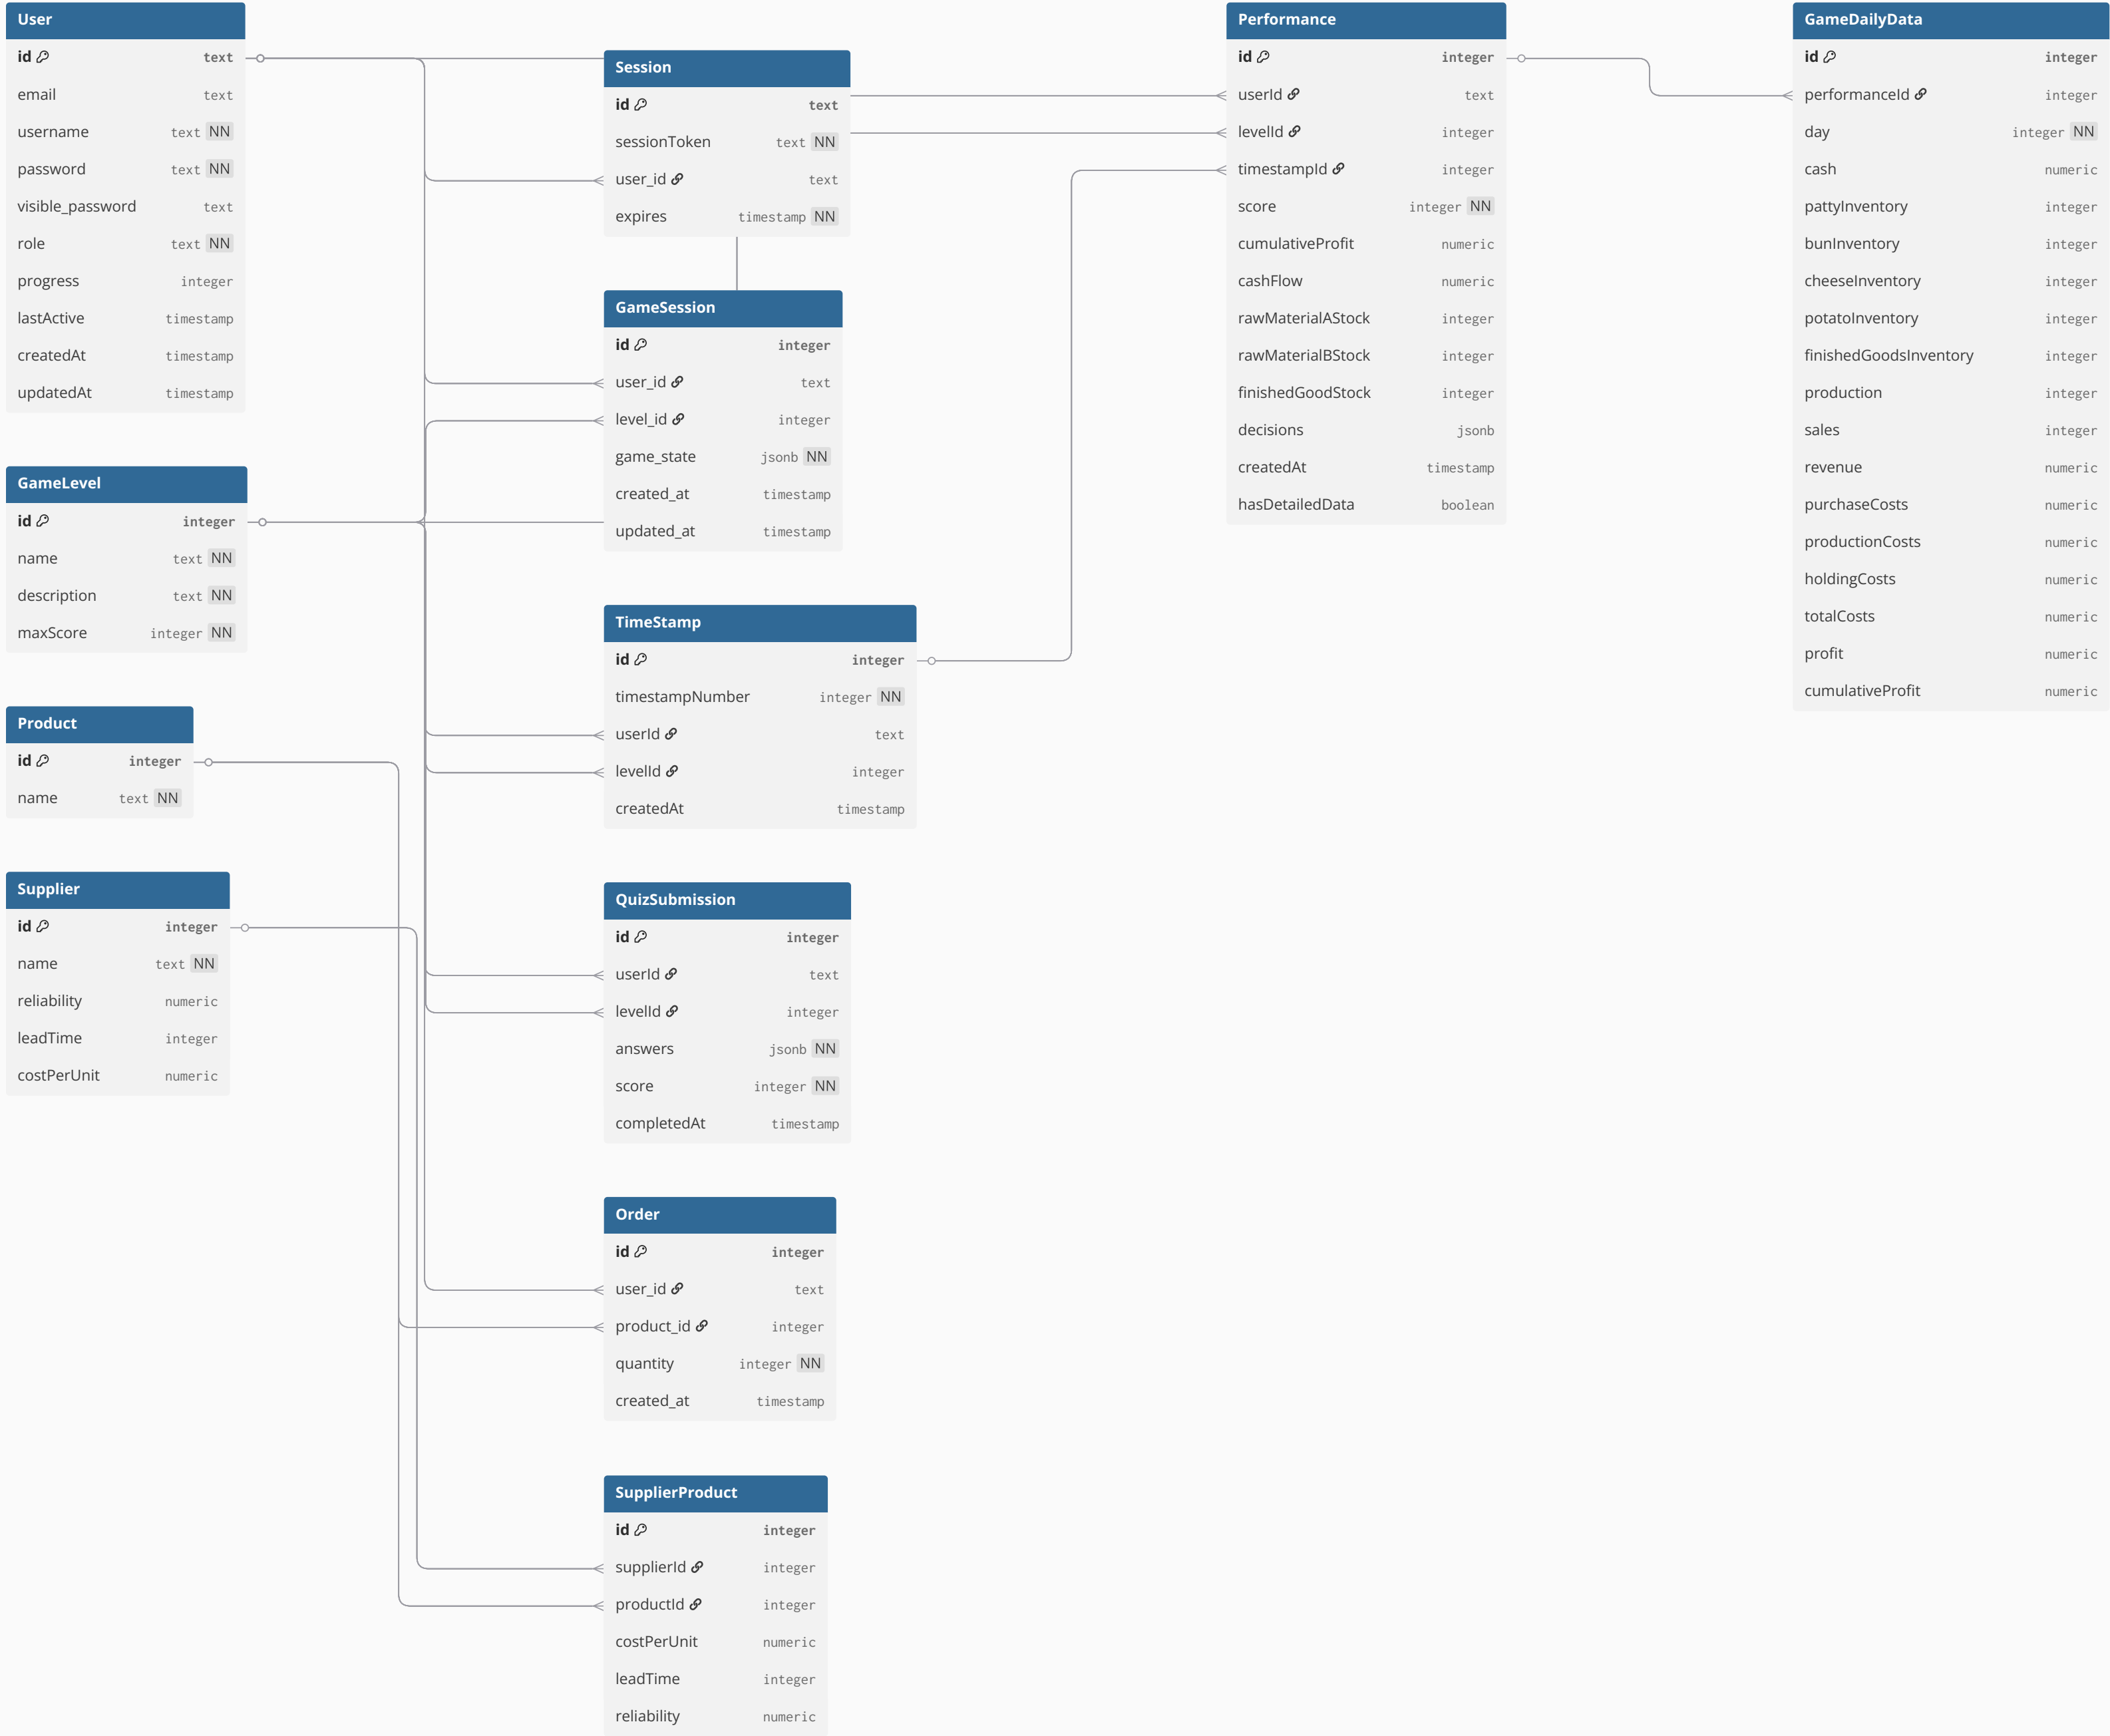 User
id text
email text
username text NN
password text NN
visible_password text
role text NN
progress integer
lastActive timestamp
createdAt timestamp
updatedAt timestamp
GameLevel
id integer
name text NN
description text NN
maxScore integer NN
Product
id integer
name text NN
Supplier
id integer
name text NN
reliability numeric
leadTime integer
costPerUnit numeric
Session
id text
sessionToken text NN
user_id text
expires timestamp NN
GameSession
id integer
user_id text
level_id integer
game_state jsonb NN
created_at timestamp
updated_at timestamp
TimeStamp
id integer
timestampNumber integer NN
userId text
levelId integer
createdAt timestamp
QuizSubmission
id integer
userId text
levelId integer
answers jsonb NN
score integer NN
completedAt timestamp
Order
id integer
user_id text
product_id integer
quantity integer NN
created_at timestamp
SupplierProduct
id integer
supplierId integer
productId integer
costPerUnit numeric
leadTime integer
reliability numeric
Performance
id integer
userId text
levelId integer
timestampId integer
score integer NN
cumulativeProfit numeric
cashFlow numeric
rawMaterialAStock integer
rawMaterialBStock integer
finishedGoodStock integer
decisions jsonb
createdAt timestamp
hasDetailedData boolean
GameDailyData
id integer
performanceId integer
day integer NN
cash numeric
pattyInventory integer
bunInventory integer
cheeseInventory integer
potatoInventory integer
finishedGoodsInventory integer
production integer
sales integer
revenue numeric
purchaseCosts numeric
productionCosts numeric
holdingCosts numeric
totalCosts numeric
profit numeric
cumulativeProfit numeric